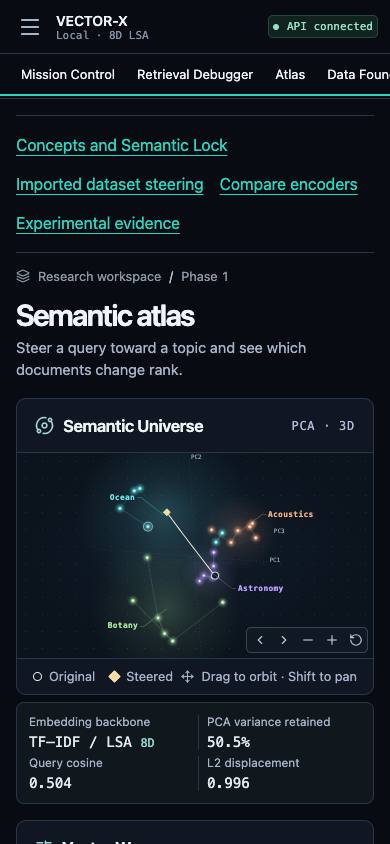 VECTOR-X
Local · 8D LSA
API connected
Mission Control Retrieval Debugger Atlas Data Foun
Concepts and Semantic Lock
Imported dataset steering Compare encoders
Experimental evidence
Research workspace / Phase 1
Semantic atlas
Steer a query toward a topic and see which
documents change rank.
Semantic Universe PCA · 3D
PC2
Ocean
Acoustics
PC3
PC1
Astronomy
Botany
Original Steered Drag to orbit · Shift to pan
Embedding backbone PCA variance retained
TF–IDF / LSA 8D 50.5%
Query cosine L2 displacement
0.504 0.996